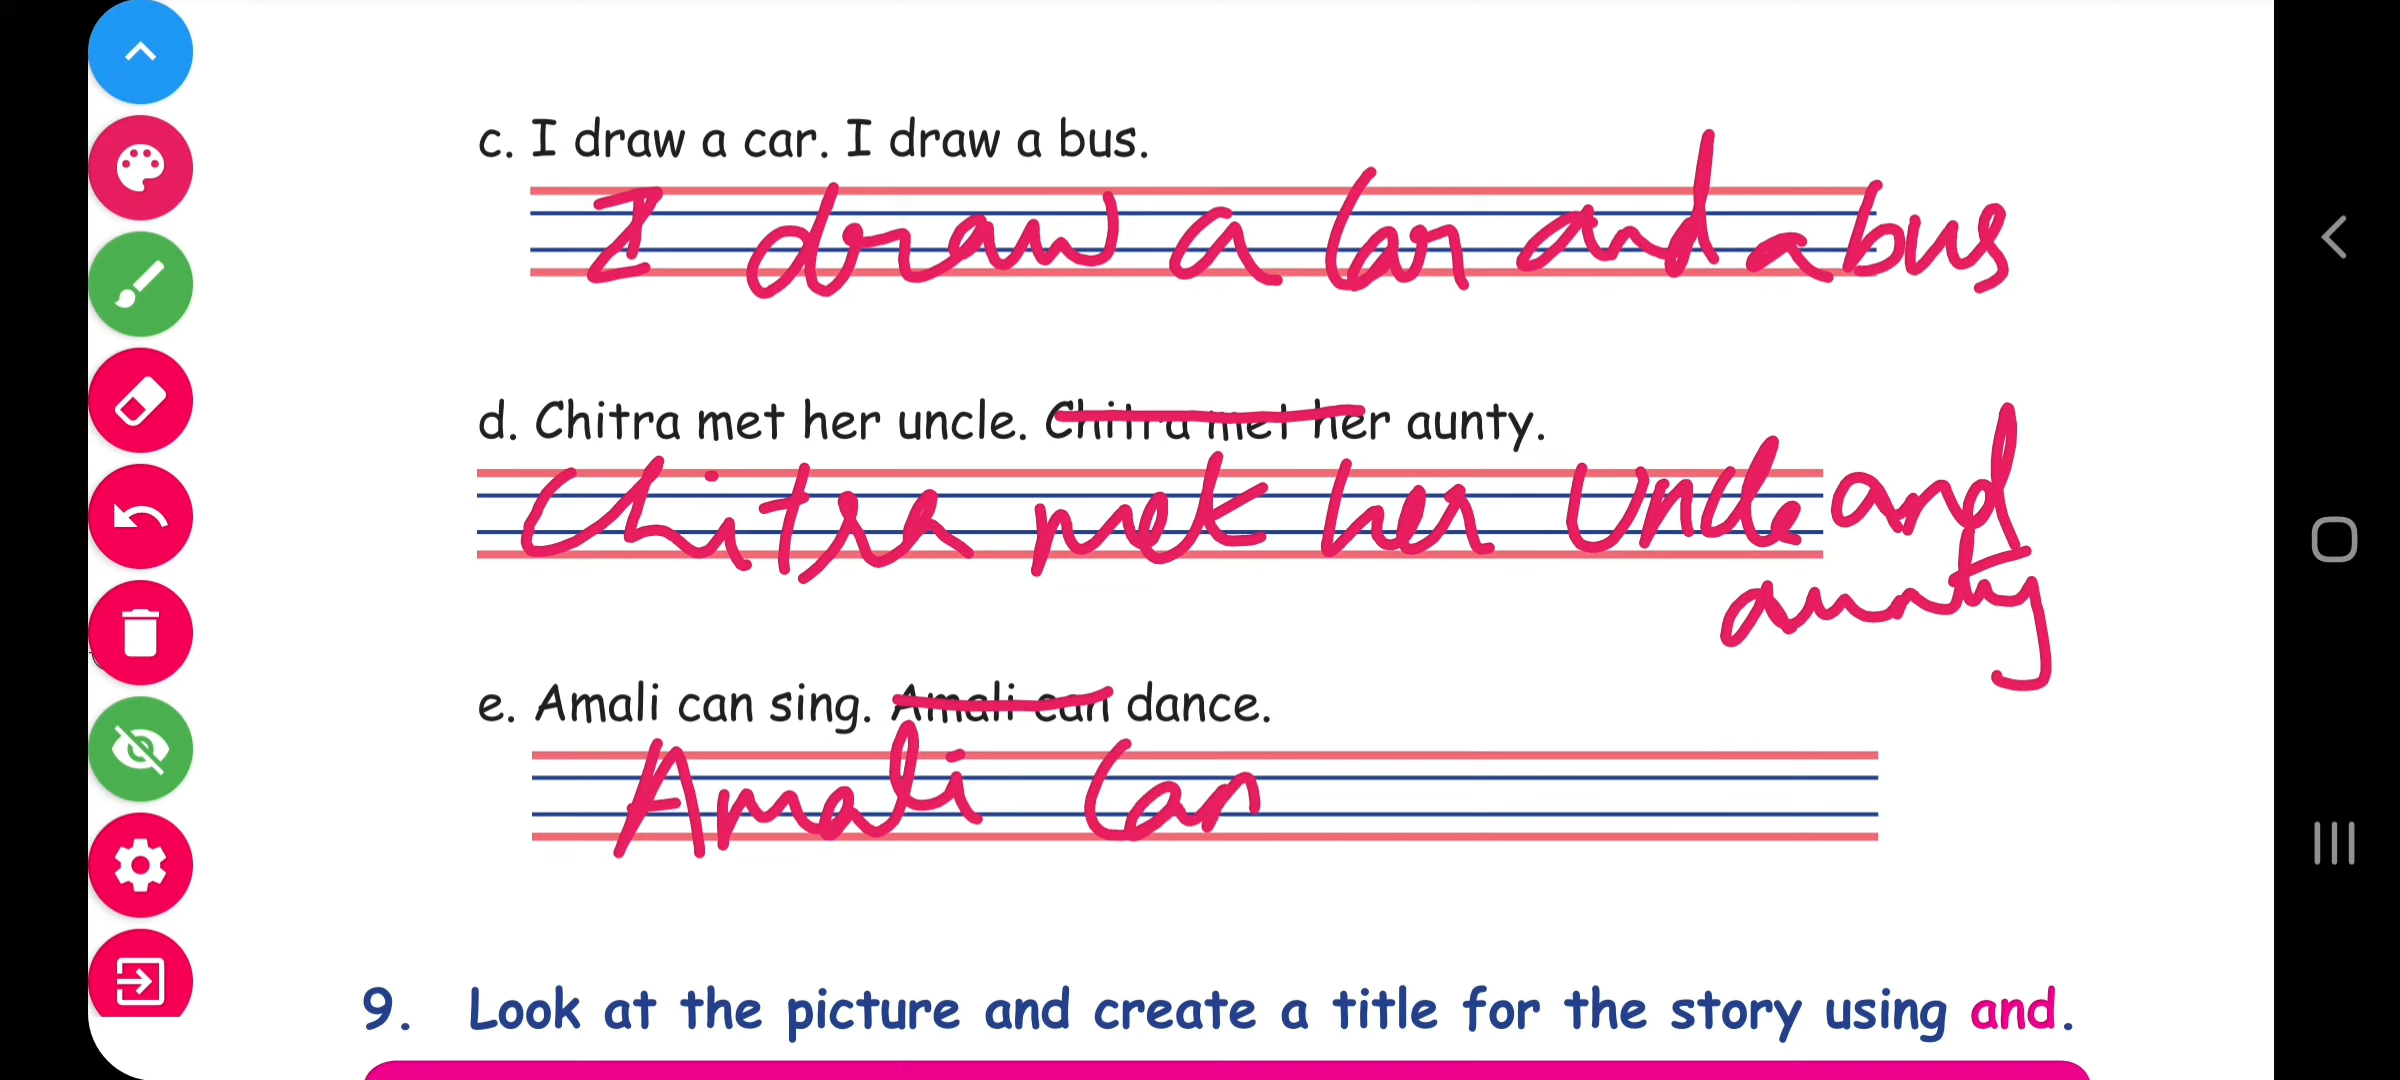 c. I draw a car. I draw a bus.
I draw a Car and a bus
d. Chitra met her uncle. Chitra met her aunty.
Chitra met her Uncle and
aunty
e. Amali can sing. Amali can dance.
Amali Can
9. Look at the picture and create a title for the story using and.